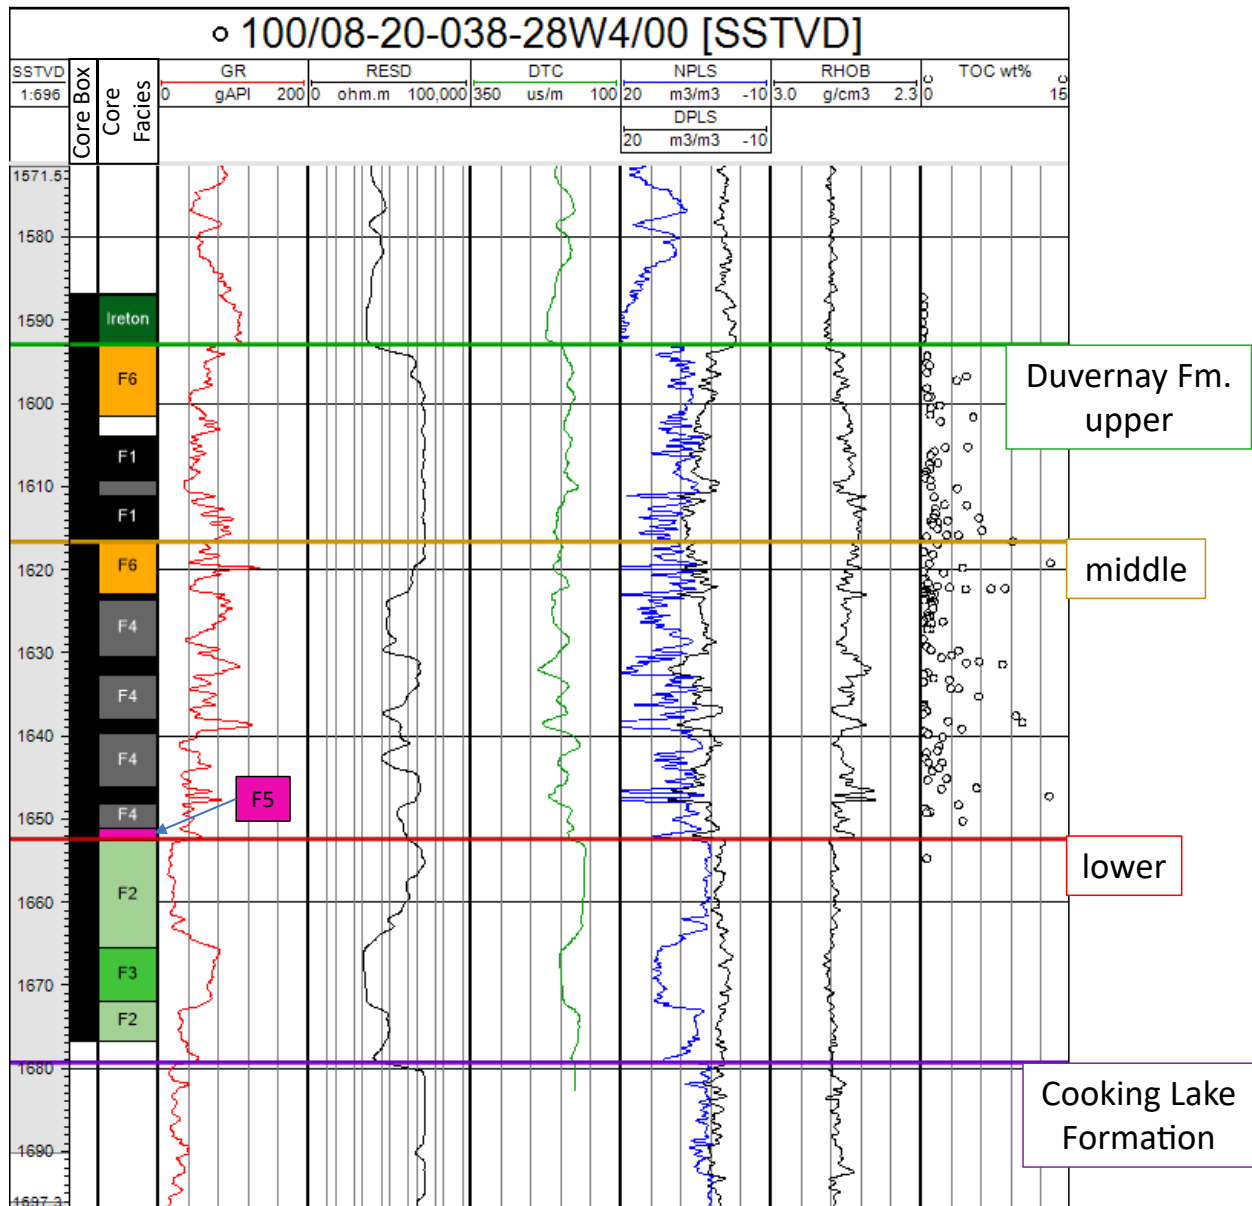 100/08-20-038-28W4/00 [SSTVD]
SSTVD
1:696
Core Box
Core
Facies
GR
0 gAPI 200
RESD
0 ohm.m 100,000
DTC
350 us/m 100
NPLS
20 m3/m3 -10
DPLS
20 m3/m3 -10
RHOB
3.0 g/cm3 2.3
TOC wt%
0 15
1571.5
1580
1590
Ireton
Duvernay Fm.
upper
F6
1600
F1
1610
F1
middle
F6
1620
F4
1630
F4
1640
F4
F5
F4
1650
lower
F2
1660
F3
1670
F2
1680
Cooking Lake
Formation
1690
1697.3